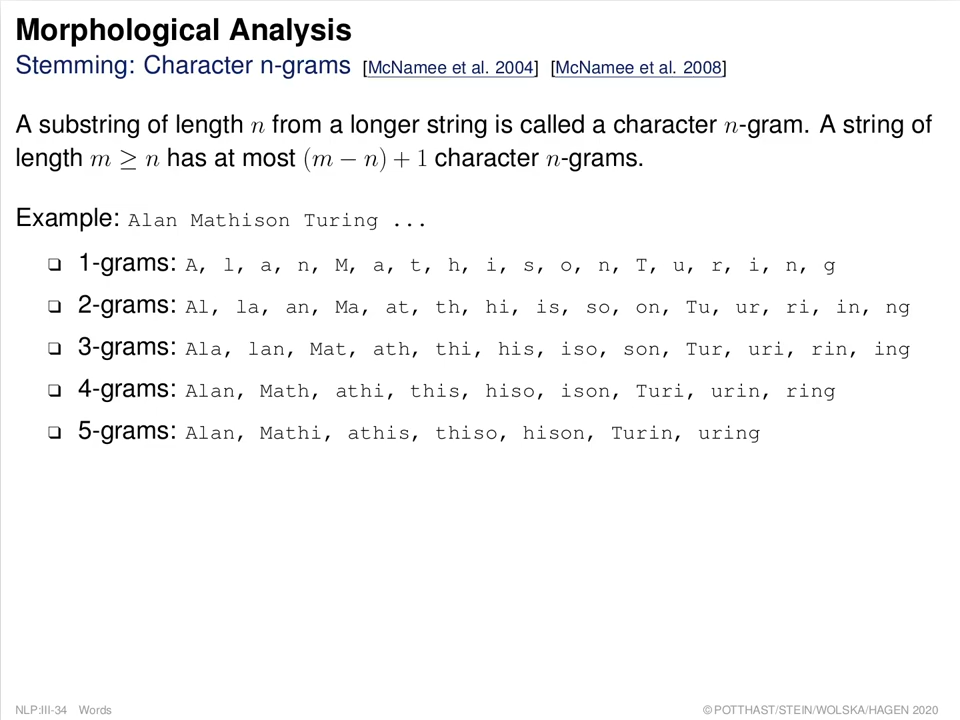 Morphological Analysis
Stemming: Character n-grams [McNamee et al. 2004] [McNamee et al. 2008]
A substring of length n from a longer string is called a character n-gram. A string of
length m ≥ n has at most (m − n) + 1 character n-grams.
Example: Alan Mathison Turing ...
❑ 1-grams: A, l, a, n, M, a, t, h, i, s, o, n, T, u, r, i, n, g
❑ 2-grams: Al, la, an, Ma, at, th, hi, is, so, on, Tu, ur, ri, in, ng
❑ 3-grams: Ala, lan, Mat, ath, thi, his, iso, son, Tur, uri, rin, ing
❑ 4-grams: Alan, Math, athi, this, hiso, ison, Turi, urin, ring
❑ 5-grams: Alan, Mathi, athis, thiso, hison, Turin, uring
NLP:III-34 Words © POTTHAST/STEIN/WOLSKA/HAGEN 2020